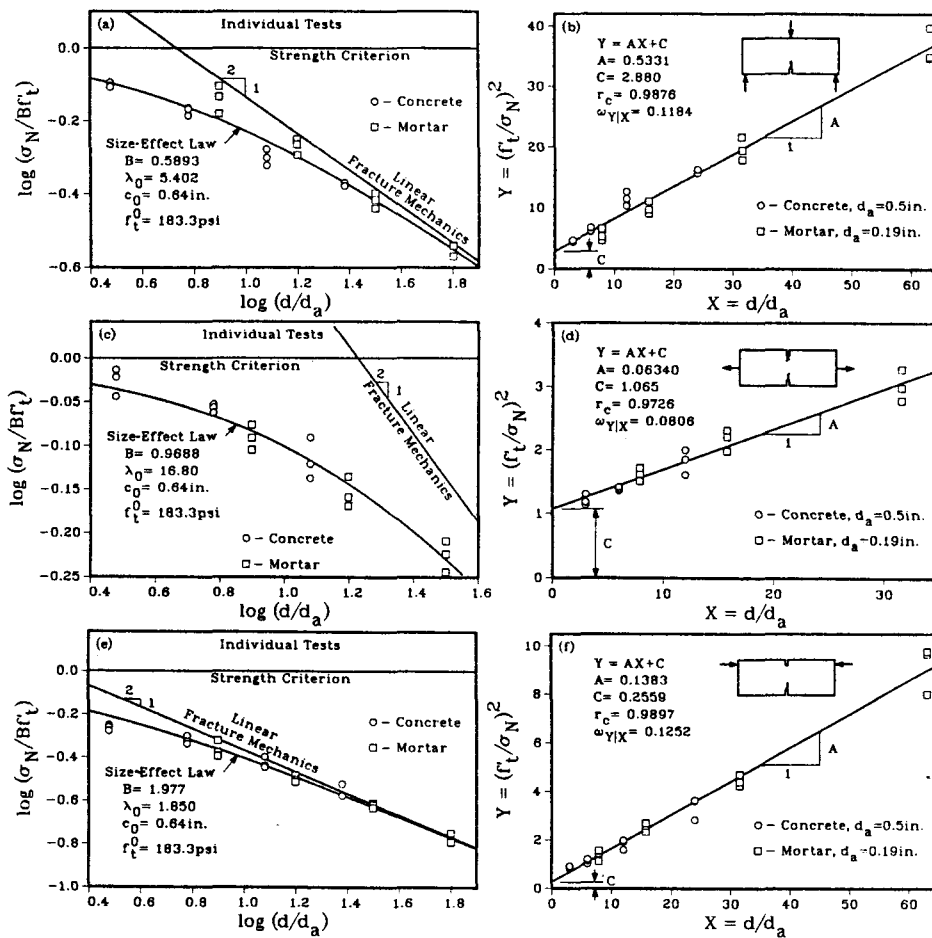 (a)
Individual Tests
Strength Criterion
2
1
○ – Concrete
□ – Mortar
Size-Effect Law
B= 0.5893
λ0= 5.402
c0= 0.64in.
f_t^0= 183.3psi
Linear
Fracture Mechanics
log (σN/Bf't)
0.0
-0.2
-0.4
-0.6
0.4 0.6 0.8 1.0 1.2 1.4 1.6 1.8
log (d/da)
(b)
Y = AX+C
A= 0.5331
C= 2.880
rc= 0.9876
ωY|X= 0.1184
A
1
C
○ – Concrete, da=0.5in.
□ – Mortar, da=0.19in.
Y = (f't/σN)²
40
30
20
10
0
0 10 20 30 40 50 60
X = d/da
(c)
Individual Tests
Strength Criterion
2
1
Linear
Fracture Mechanics
Size-Effect Law
B= 0.9688
λ0= 16.80
c0= 0.64in.
f_t^0= 183.3psi
○ – Concrete
□ – Mortar
log (σN/Bf't)
0.00
-0.05
-0.10
-0.15
-0.20
-0.25
0.4 0.6 0.8 1.0 1.2 1.4 1.6
log (d/da)
(d)
Y = AX+C
A= 0.06340
C= 1.065
rc= 0.9726
ωY|X= 0.0806
A
1
C
○ – Concrete, da=0.5in.
□ – Mortar, da=0.19in.
Y = (f't/σN)²
4
3
2
1
0
0 10 20 30
X = d/da
(e)
Individual Tests
Strength Criterion
2
1
Linear
Fracture Mechanics
○ – Concrete
□ – Mortar
Size-Effect Law
B= 1.977
λ0= 1.850
c0= 0.64in.
f_t^0= 183.3psi
log (σN/Bf't)
0.0
-0.2
-0.4
-0.6
-0.8
-1.0
0.4 0.6 0.8 1.0 1.2 1.4 1.6 1.8
log (d/da)
(f)
Y = AX+C
A= 0.1383
C= 0.2559
rc= 0.9897
ωY|X= 0.1252
A
1
C
○ – Concrete, da=0.5in.
□ – Mortar, da=0.19in.
Y = (f't/σN)²
10
8
6
4
2
0
0 10 20 30 40 50 60
X = d/da